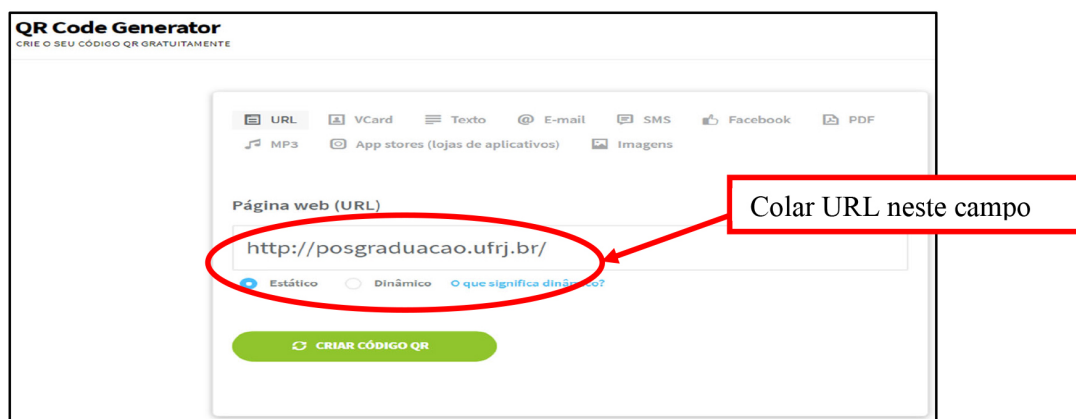 QR Code Generator
CRIE O SEU CÓDIGO QR GRATUITAMENTE
URL VCard Texto E-mail SMS Facebook PDF
MP3 App stores (lojas de aplicativos) Imagens
Página web (URL)
Colar URL neste campo
http://posgraduacao.ufrj.br/
Estático Dinâmico O que significa dinâmico?
CRIAR CÓDIGO QR